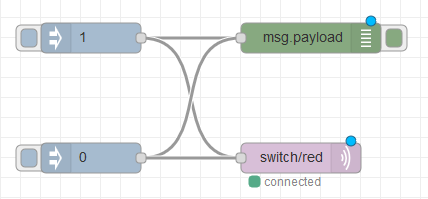 1
msg.payload
0
switch/red
connected